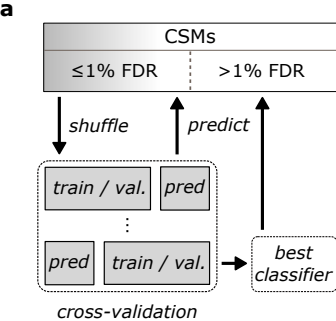 a
CSMs
≤1% FDR >1% FDR
shuffle predict
train / val. pred
⋮
pred train / val.
best
classifier
cross-validation